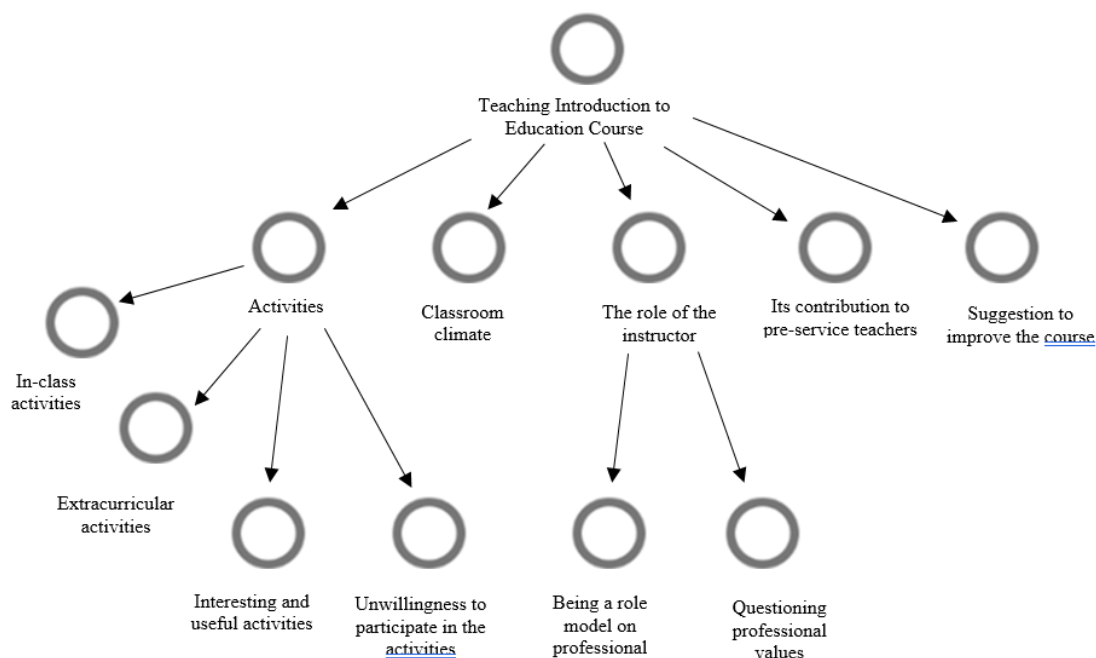 Teaching Introduction to
Education Course
Activities
Classroom
climate
The role of the
instructor
Its contribution to
pre-service teachers
Suggestion to
improve the course
In-class
activities
Extracurricular
activities
Interesting and
useful activities
Unwillingness to
participate in the
activities
Being a role
model on
professional
Questioning
professional
values